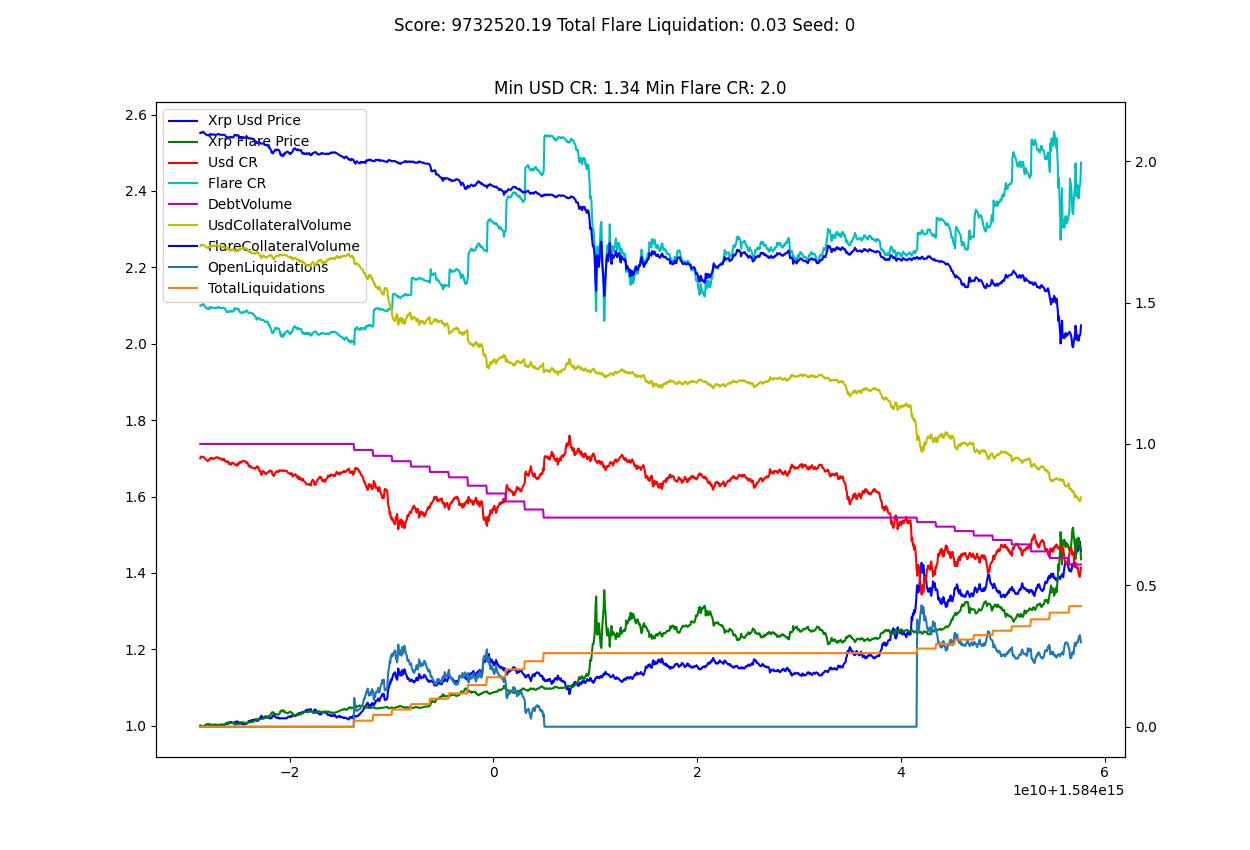 Score: 9732520.19 Total Flare Liquidation: 0.03 Seed: 0
Min USD CR: 1.34 Min Flare CR: 2.0
2.6
2.4
2.2
2.0
1.8
1.6
1.4
1.2
1.0
Xrp Usd Price
Xrp Flare Price
Usd CR
Flare CR
DebtVolume
UsdCollateralVolume
FlareCollateralVolume
OpenLiquidations
TotalLiquidations
2.0
1.5
1.0
0.5
0.0
−2 0 2 4 6
1e10+1.584e15